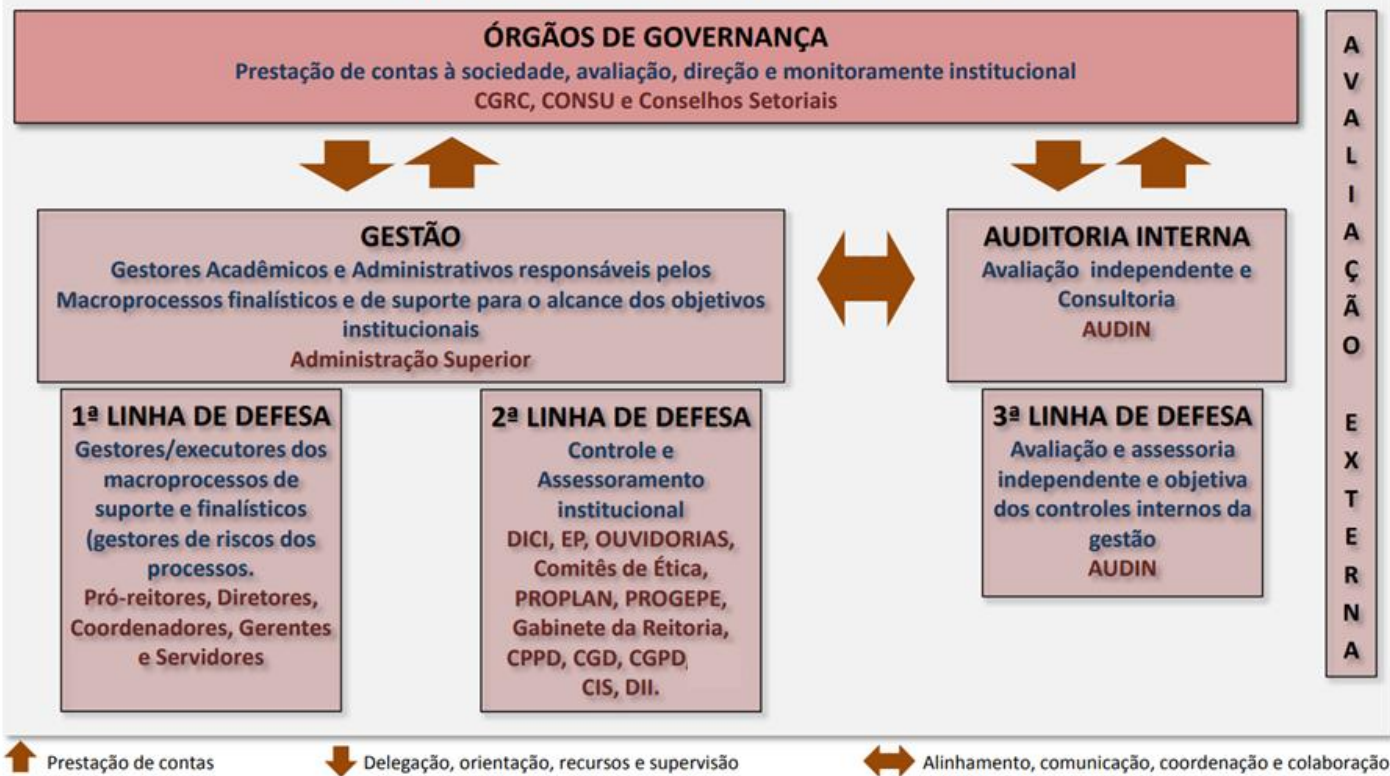 ÓRGÃOS DE GOVERNANÇA
Prestação de contas à sociedade, avaliação, direção e monitoramente institucional
CGRC, CONSU e Conselhos Setoriais
GESTÃO
Gestores Acadêmicos e Administrativos responsáveis pelos
Macroprocessos finalísticos e de suporte para o alcance dos objetivos
institucionais
Administração Superior
AUDITORIA INTERNA
Avaliação independente e
Consultoria
AUDIN
1ª LINHA DE DEFESA
Gestores/executores dos
macroprocessos de
suporte e finalísticos
(gestores de riscos dos
processos.
Pró-reitores, Diretores,
Coordenadores, Gerentes
e Servidores
2ª LINHA DE DEFESA
Controle e
Assessoramento
institucional
DICI, EP, OUVIDORIAS,
Comitês de Ética,
PROPLAN, PROGEPE,
Gabinete da Reitoria,
CPPD, CGD, CGPD,
CIS, DII.
3ª LINHA DE DEFESA
Avaliação e assessoria
independente e objetiva
dos controles internos da
gestão
AUDIN
AVALIAÇÃO EXTERNA
Prestação de contas
Delegação, orientação, recursos e supervisão
Alinhamento, comunicação, coordenação e colaboração